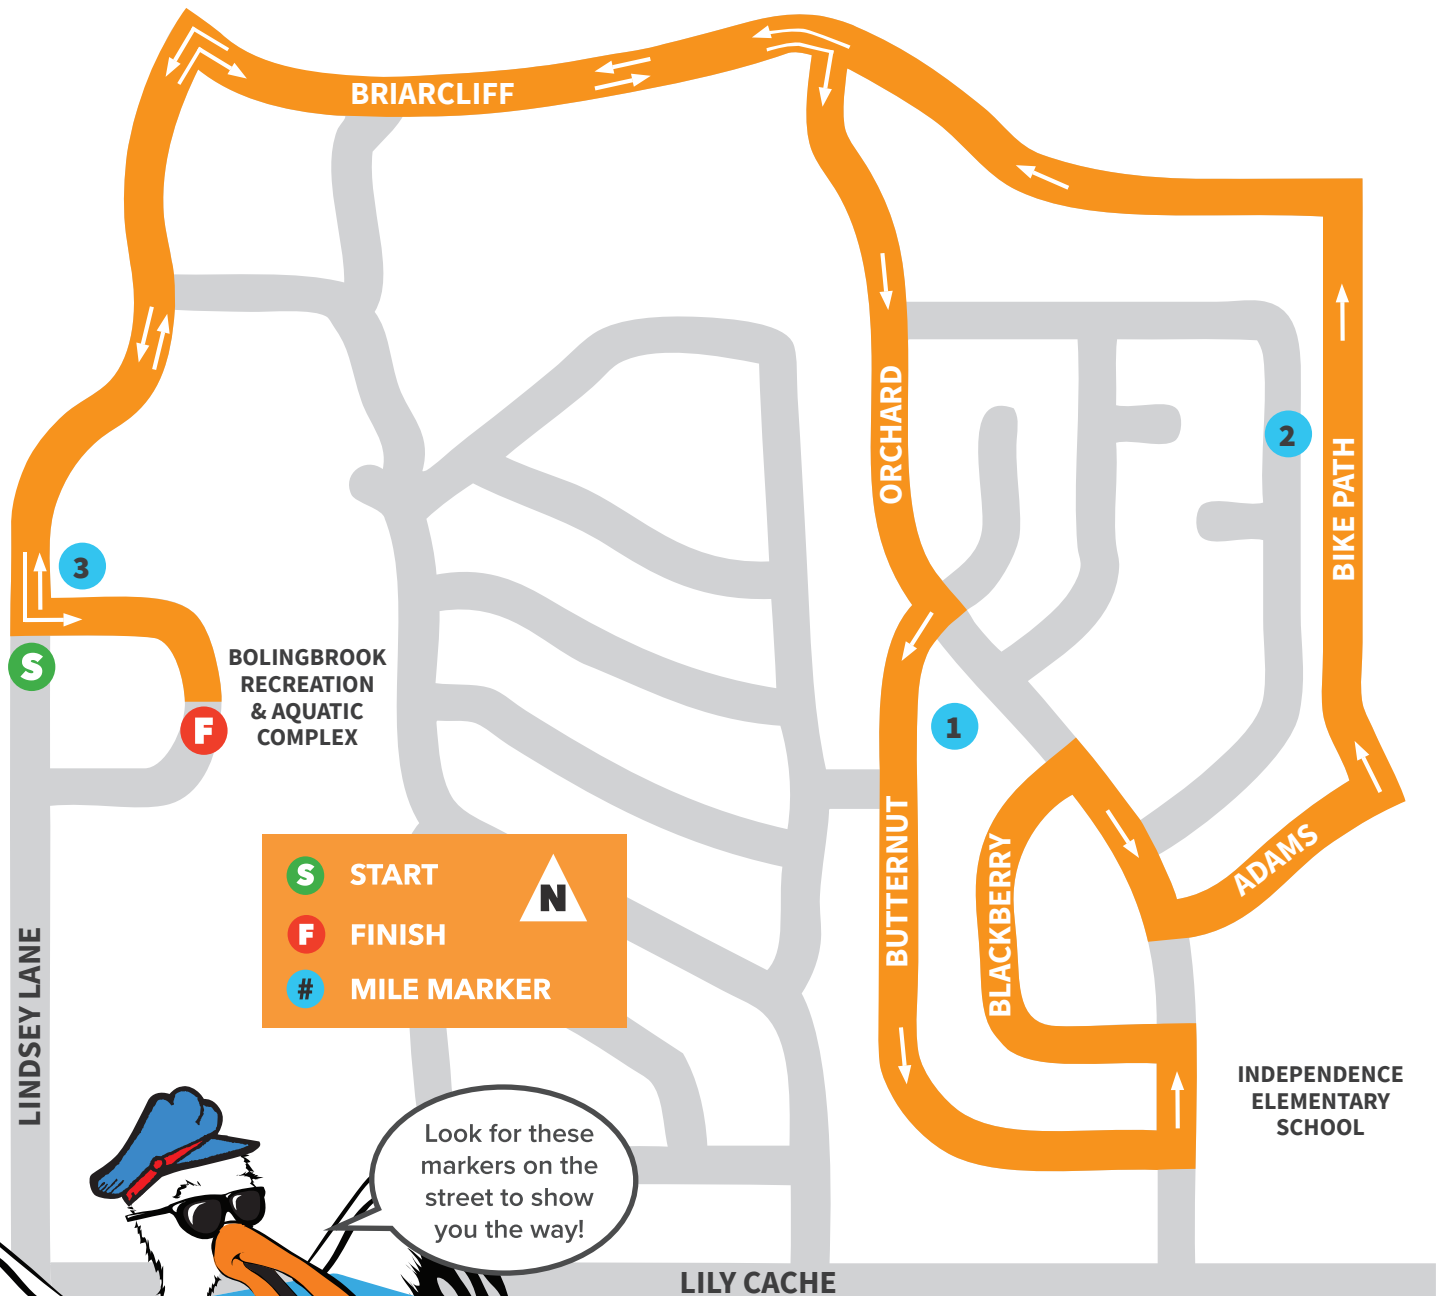 BRIARCLIFF
ORCHARD
2
BIKE PATH
3
S
BOLINGBROOK
RECREATION
& AQUATIC
COMPLEX
F
1
BUTTERNUT
BLACKBERRY
ADAMS
S START
F FINISH
# MILE MARKER
N
LINDSEY LANE
INDEPENDENCE
ELEMENTARY
SCHOOL
Look for these
markers on the
street to show
you the way!
LILY CACHE